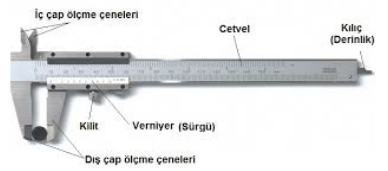 İç çap ölçme çeneleri
Cetvel
Kılıç
(Derinlik)
Kilit
Verniyer (Sürgü)
Dış çap ölçme çeneleri